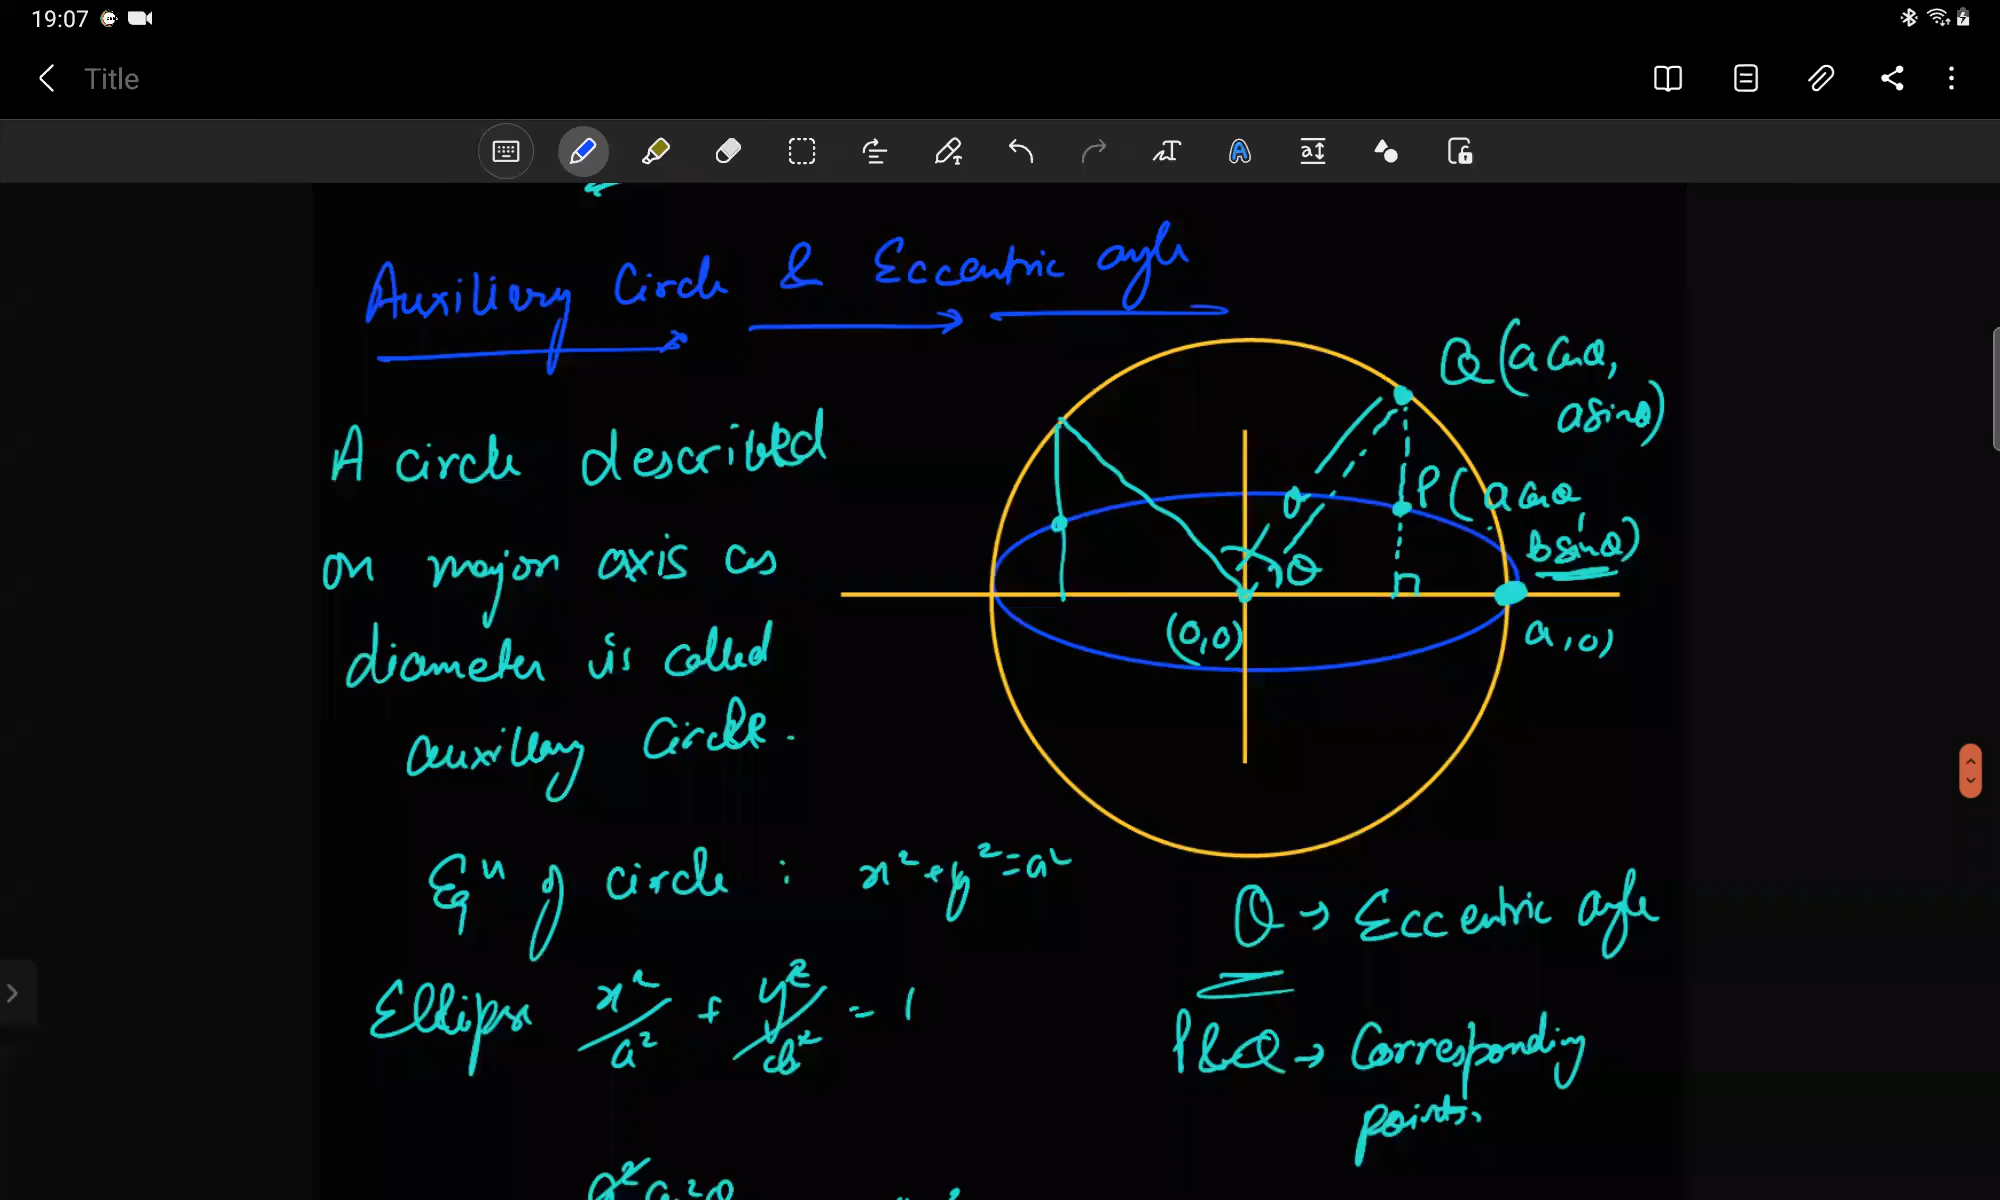 19:07
Title
Auxiliary Circle & Eccentric angle
A circle described
on major axis as
diameter is called
auxillary Circle.
Eqn of circle : x²+y²=a²
Ellipse x²/a² + y²/b² = 1
Q(a cosθ,
a sinθ)
P(a cosθ,
b sinθ)
θ
(0,0)
a,0)
θ → Eccentric angle
P&Q → Corresponding
points.